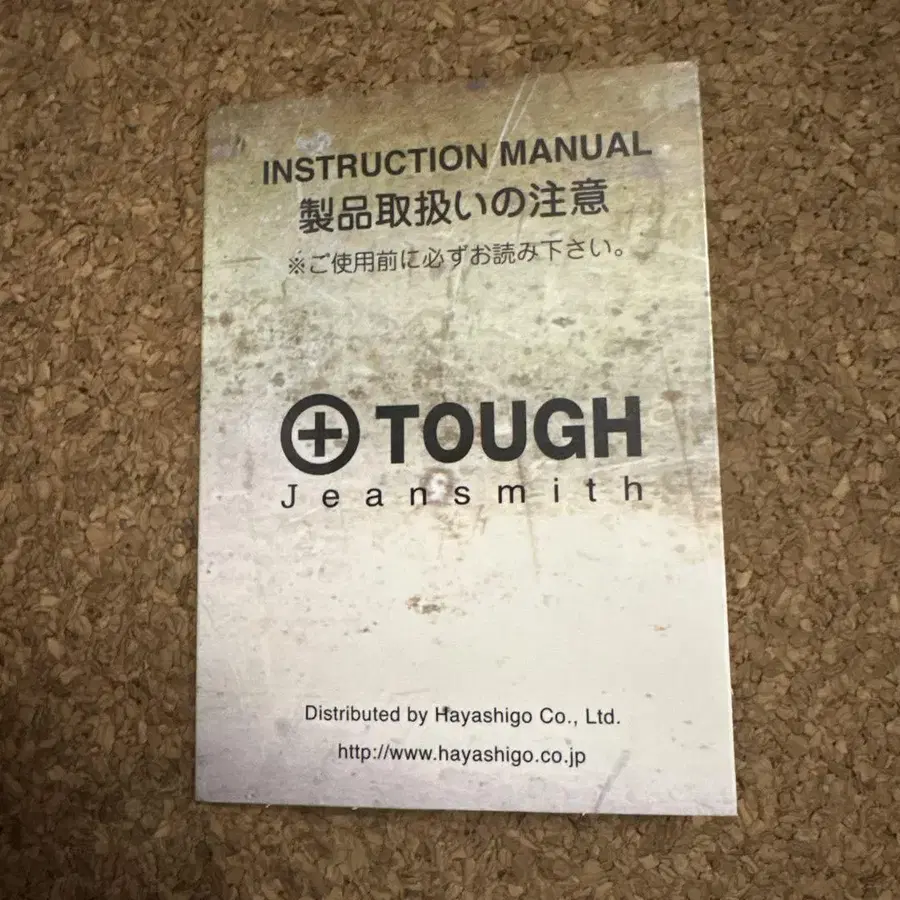 INSTRUCTION MANUAL
製品取扱いの注意
※ご使用前に必ずお読み下さい。
TOUGH
Jeansmith
Distributed by Hayashigo Co., Ltd.
http://www.hayashigo.co.jp